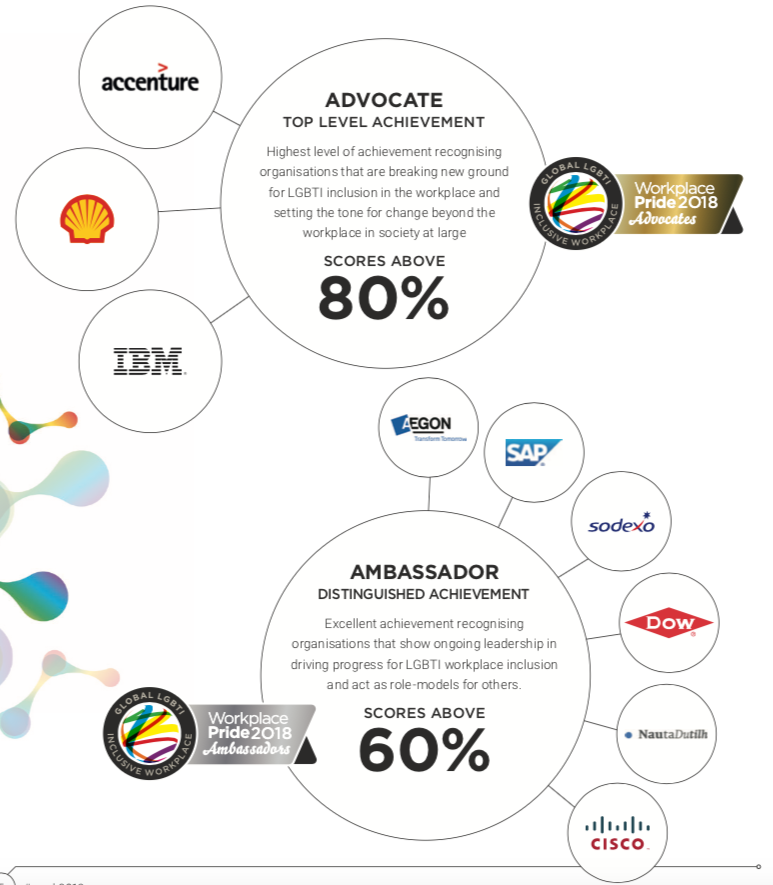 accenture
ADVOCATE
TOP LEVEL ACHIEVEMENT
Highest level of achievement recognising
organisations that are breaking new ground
for LGBTI inclusion in the workplace and
setting the tone for change beyond the
workplace in society at large
SCORES ABOVE
80%
GLOBAL LGBTI
INCLUSIVE WORKPLACE
Workplace
Pride2018
Advocates
IBM
AEGON
Transform Tomorrow
SAP
sodexo
AMBASSADOR
DISTINGUISHED ACHIEVEMENT
Excellent achievement recognising
organisations that show ongoing leadership in
driving progress for LGBTI workplace inclusion
and act as role-models for others.
SCORES ABOVE
60%
Dow
NautaDutilh
CISCO
GLOBAL LGBTI
INCLUSIVE WORKPLACE
Workplace
Pride2018
Ambassadors